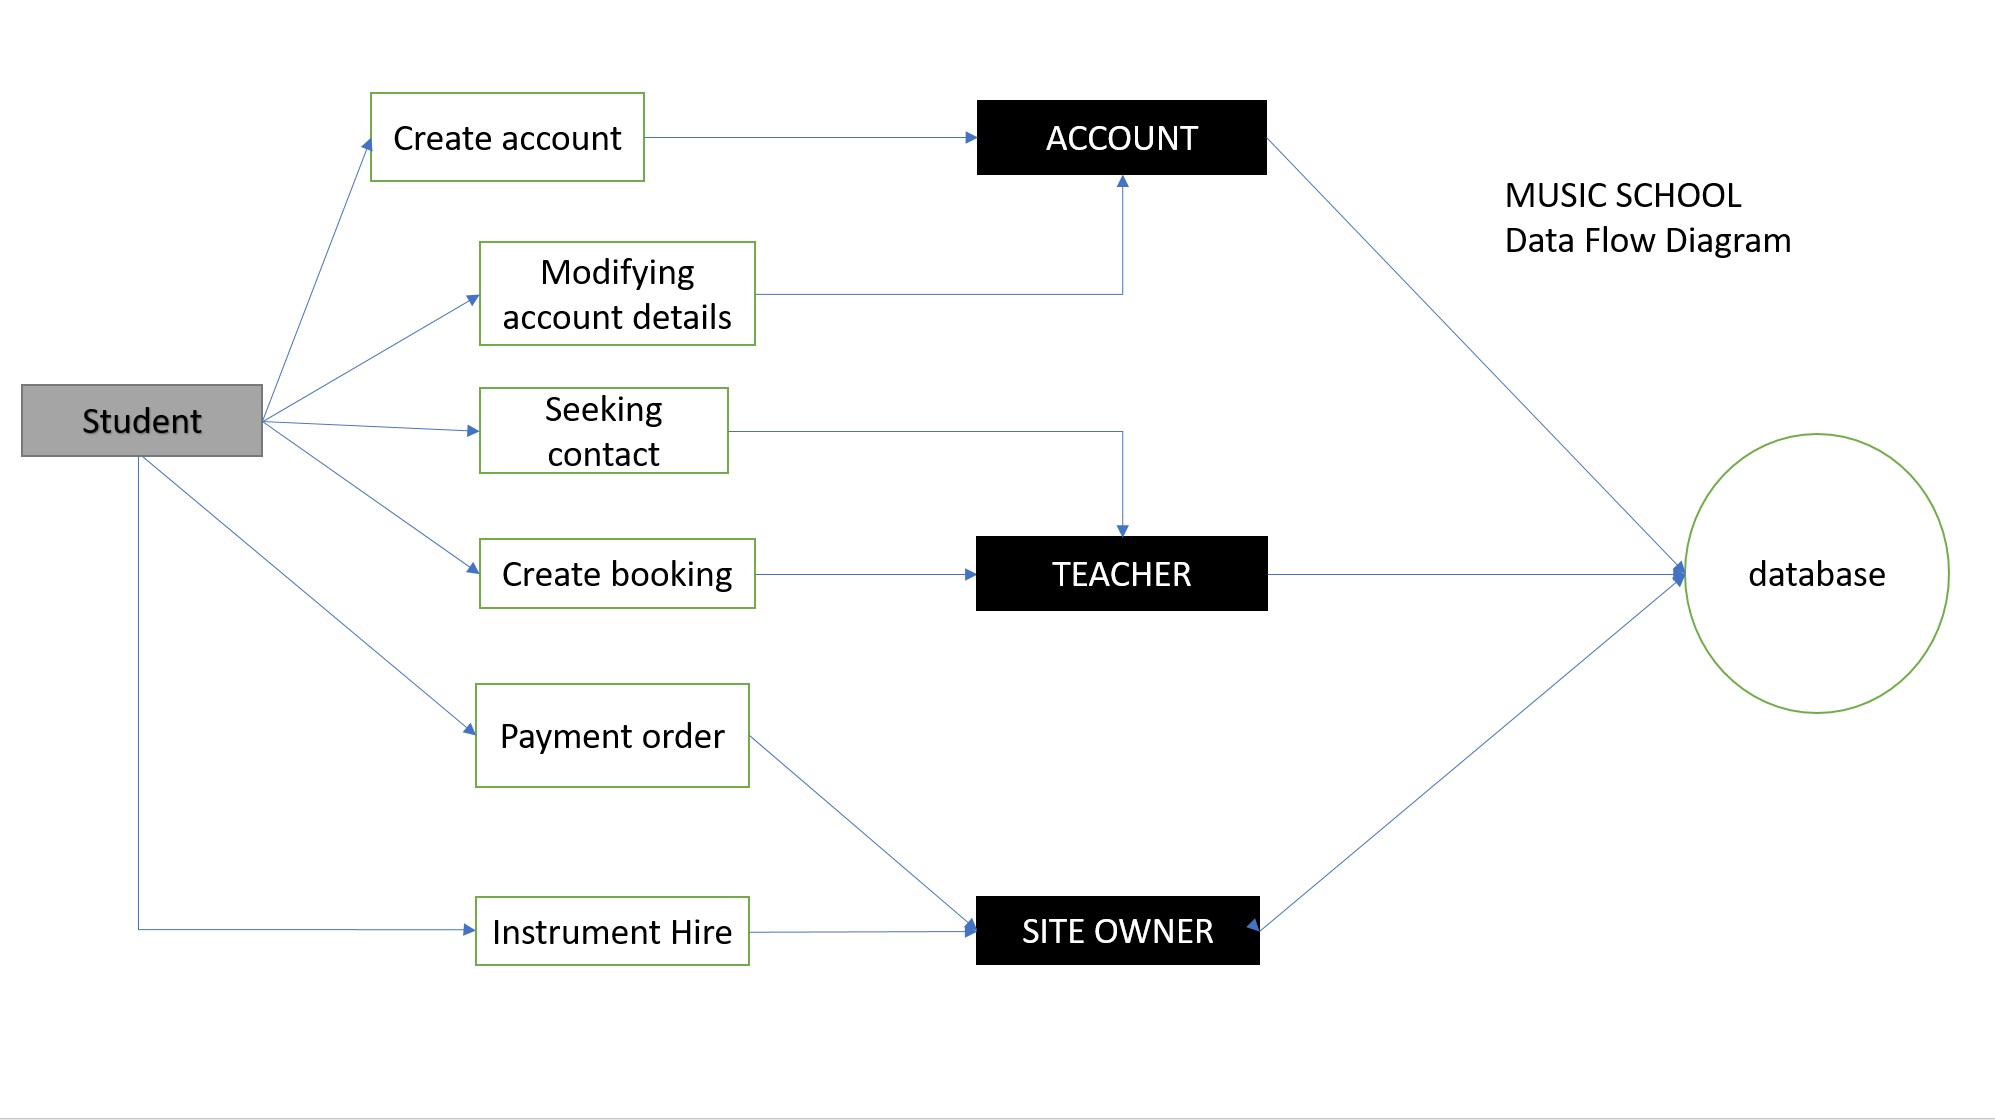 Create account
ACCOUNT
MUSIC SCHOOL
Data Flow Diagram
Modifying
account details
Student
Seeking
contact
Create booking
TEACHER
database
Payment order
Instrument Hire
SITE OWNER